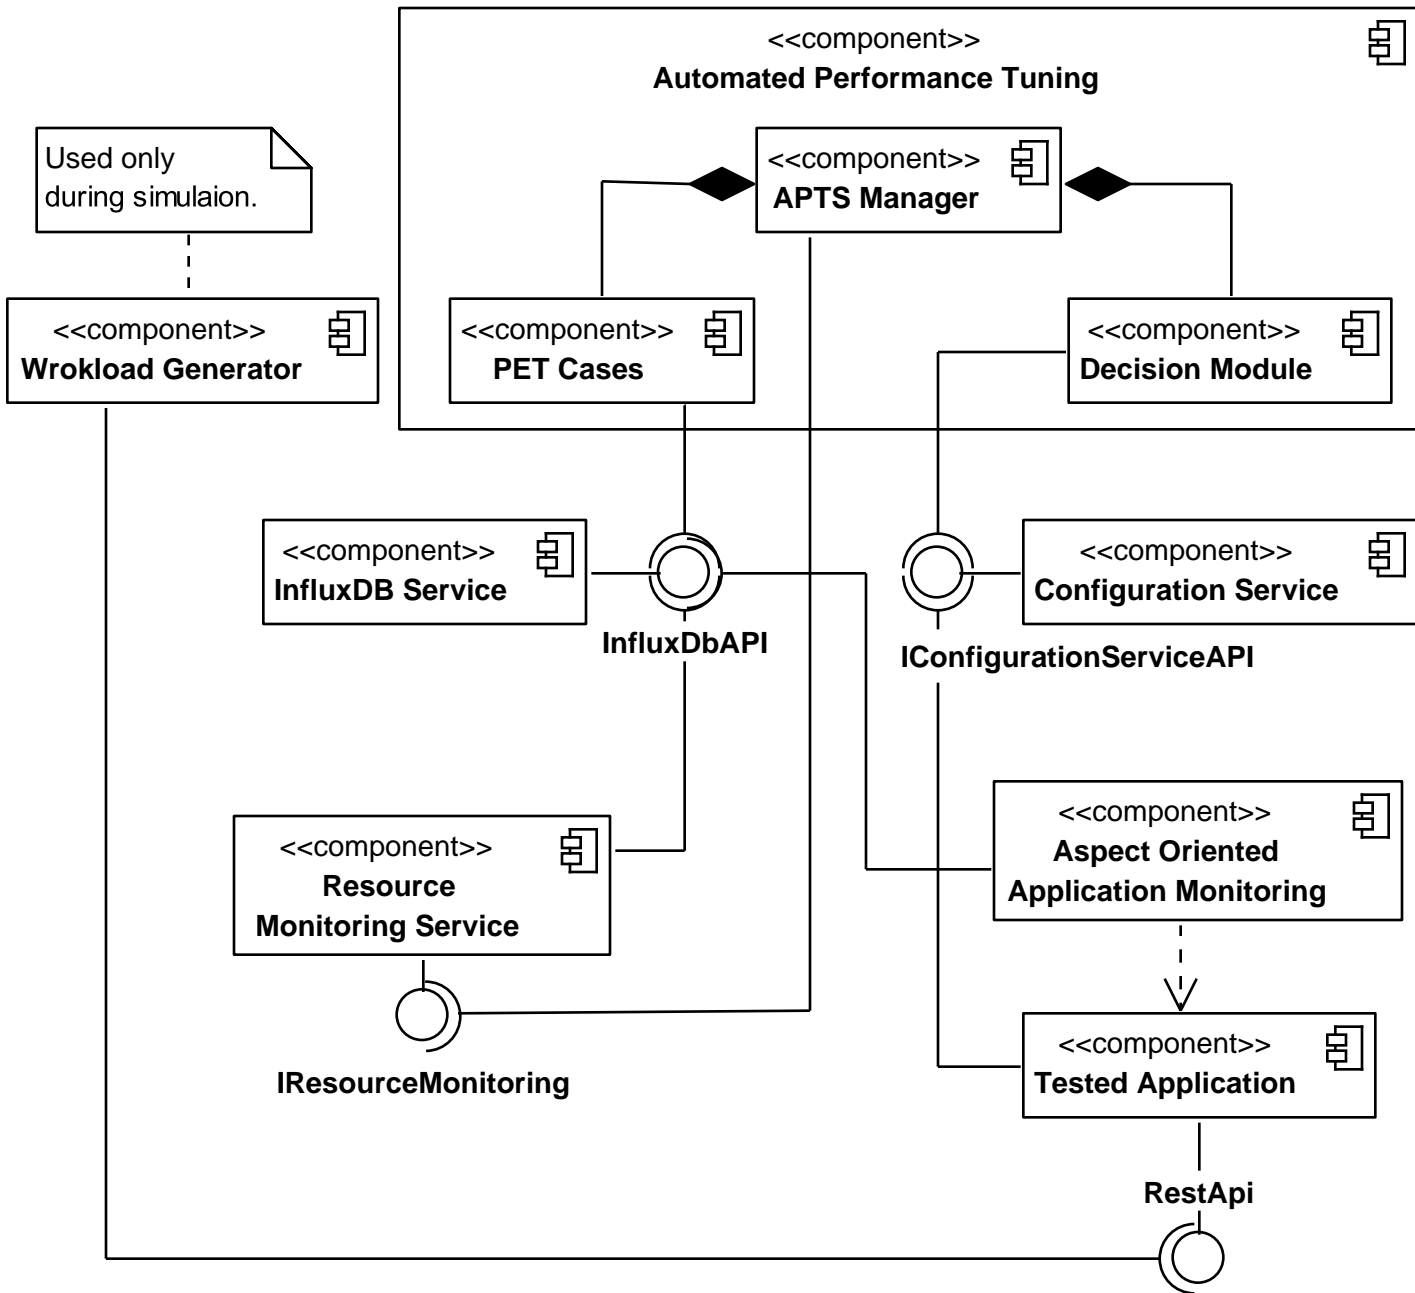 <<component>>
Automated Performance Tuning
Used only
during simulaion.
<<component>>
APTS Manager
<<component>>
Wrokload Generator
<<component>>
PET Cases
<<component>>
Decision Module
<<component>>
InfluxDB Service
InfluxDbAPI
<<component>>
Configuration Service
IConfigurationServiceAPI
<<component>>
Resource
Monitoring Service
<<component>>
Aspect Oriented
Application Monitoring
IResourceMonitoring
<<component>>
Tested Application
RestApi